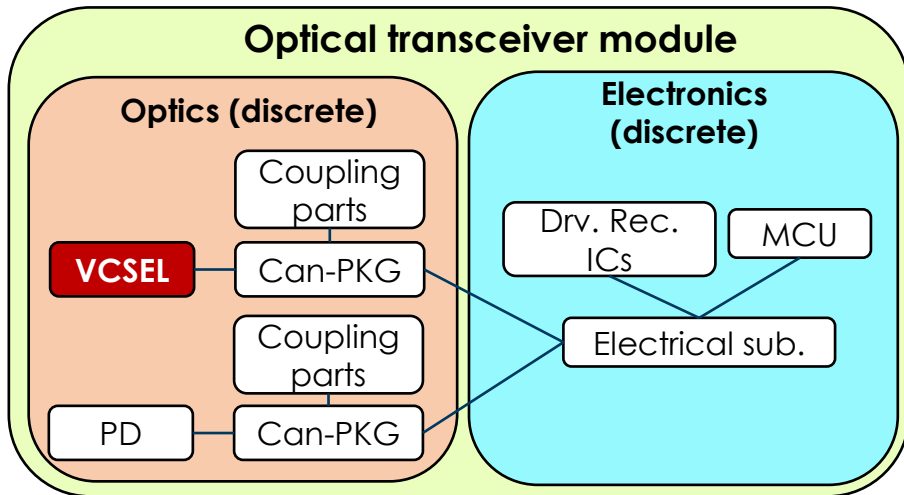 Optical transceiver module
Optics (discrete)
Electronics
(discrete)
Coupling
parts
VCSEL
Can-PKG
Coupling
parts
PD
Can-PKG
Drv. Rec.
ICs
MCU
Electrical sub.